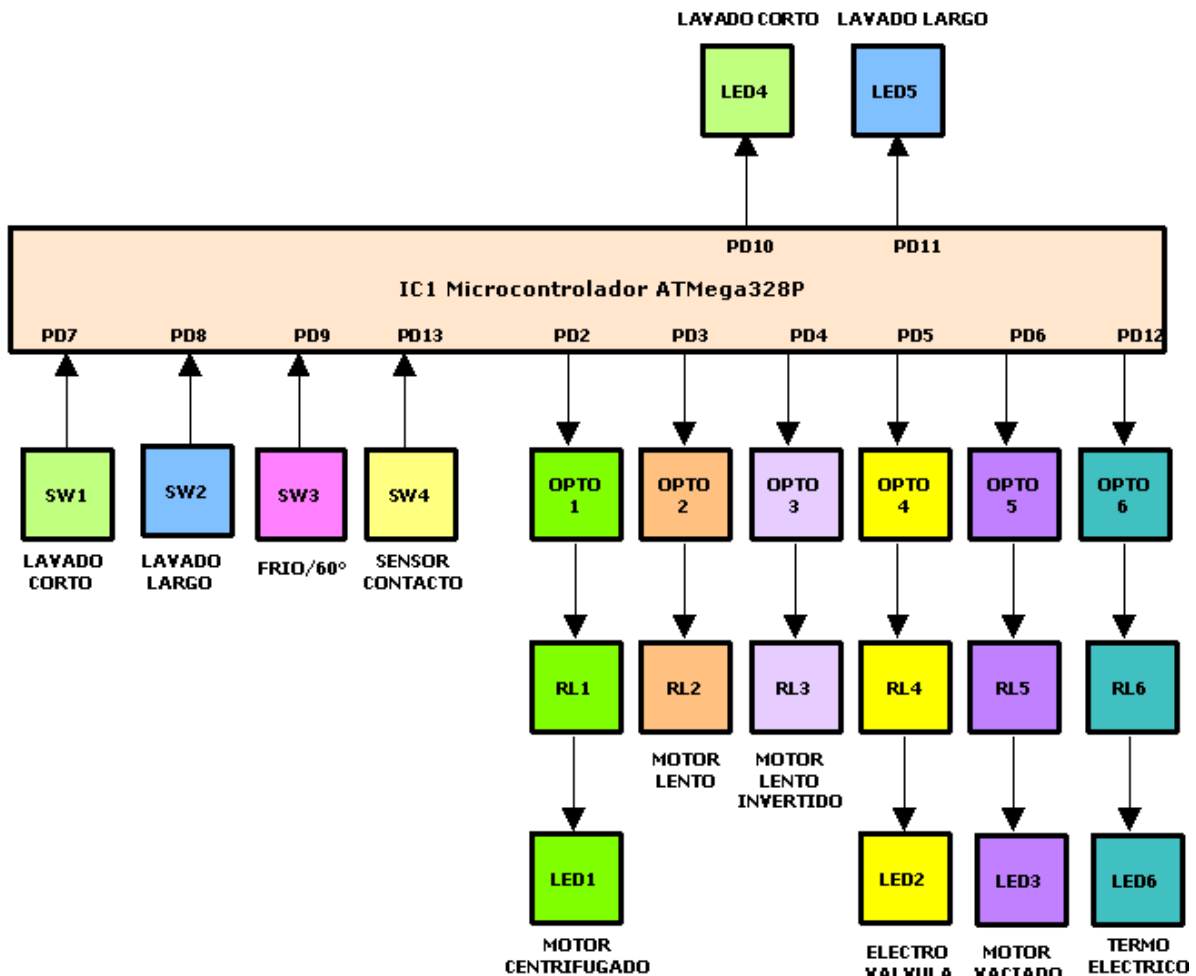 LAVADO CORTO LAVADO LARGO
LED4 LED5
PD10 PD11
IC1 Microcontrolador ATMega328P
PD7 PD8 PD9 PD13 PD2 PD3 PD4 PD5 PD6 PD12
SW1 SW2 SW3 SW4
LAVADO
CORTO
LAVADO
LARGO
FRIO/60°
SENSOR
CONTACTO
OPTO
1
OPTO
2
OPTO
3
OPTO
4
OPTO
5
OPTO
6
RL1 RL2 RL3 RL4 RL5 RL6
MOTOR
LENTO
MOTOR
LENTO
INVERTIDO
LED1 LED2 LED3 LED6
MOTOR
CENTRIFUGADO
ELECTRO
VALVULA
MOTOR
VACIADO
TERMO
ELECTRICO